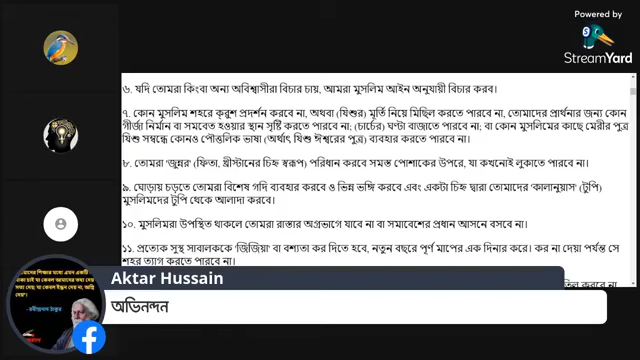 Powered by
StreamYard
৬. যদি তোমরা কিংবা অন্য অবিশ্বাসীরা বিচার চায়, আমরা মুসলিম আইন অনুযায়ী বিচার করব।
৭. কোন মুসলিম শহরে ক্রুশ প্রদর্শন করবে না, অথবা (যিশুর) মূর্তি নিয়ে মিছিল করতে পারবে না, তোমাদের প্রার্থনার জন্য কোন
গীর্জা নির্মান বা সমবেত হওয়ার স্থান সৃষ্টি করতে পারবে না; (চার্চের) ঘণ্টা বাজাতে পারবে না; বা কোন মুসলিমের কাছে মেরীর পুত্র
যিশু সম্বন্ধে কোনও পৌত্তলিক ভাষা (অর্থাৎ যিশু ঈশ্বরের পুত্র) ব্যবহার করতে পারবে না।
৮. তোমরা 'জুন্নর' (ফিতা, খ্রীস্টানের চিহ্ন স্বরূপ) পরিধান করবে সমস্ত পোশাকের উপরে, যা কখনোই লুকাতে পারবে না।
৯. ঘোড়ায় চড়তে তোমরা বিশেষ গদি ব্যবহার করবে ও ভিন্ন ভঙ্গি করবে এবং একটা চিহ্ন দ্বারা তোমাদের 'কালানুয়াস' (টুপি)
মুসলিমদের টুপি থেকে আলাদা করবে।
১০. মুসলিমরা উপস্থিত থাকলে তোমরা রাস্তার অগ্রভাগে যাবে না বা সমাবেশের প্রধান আসনে বসবে না।
১১. প্রত্যেক সুস্থ সাবালককে 'জিজিয়া' বা বশ্যতা কর দিতে হবে, নতুন বছরে পূর্ণ মাপের এক দিনার করে। কর না দেয়া পর্যন্ত সে
শহর ত্যাগ করতে পারবে না।
Aktar Hussain
অভিনন্দন
- রবীন্দ্রনাথ ঠাকুর